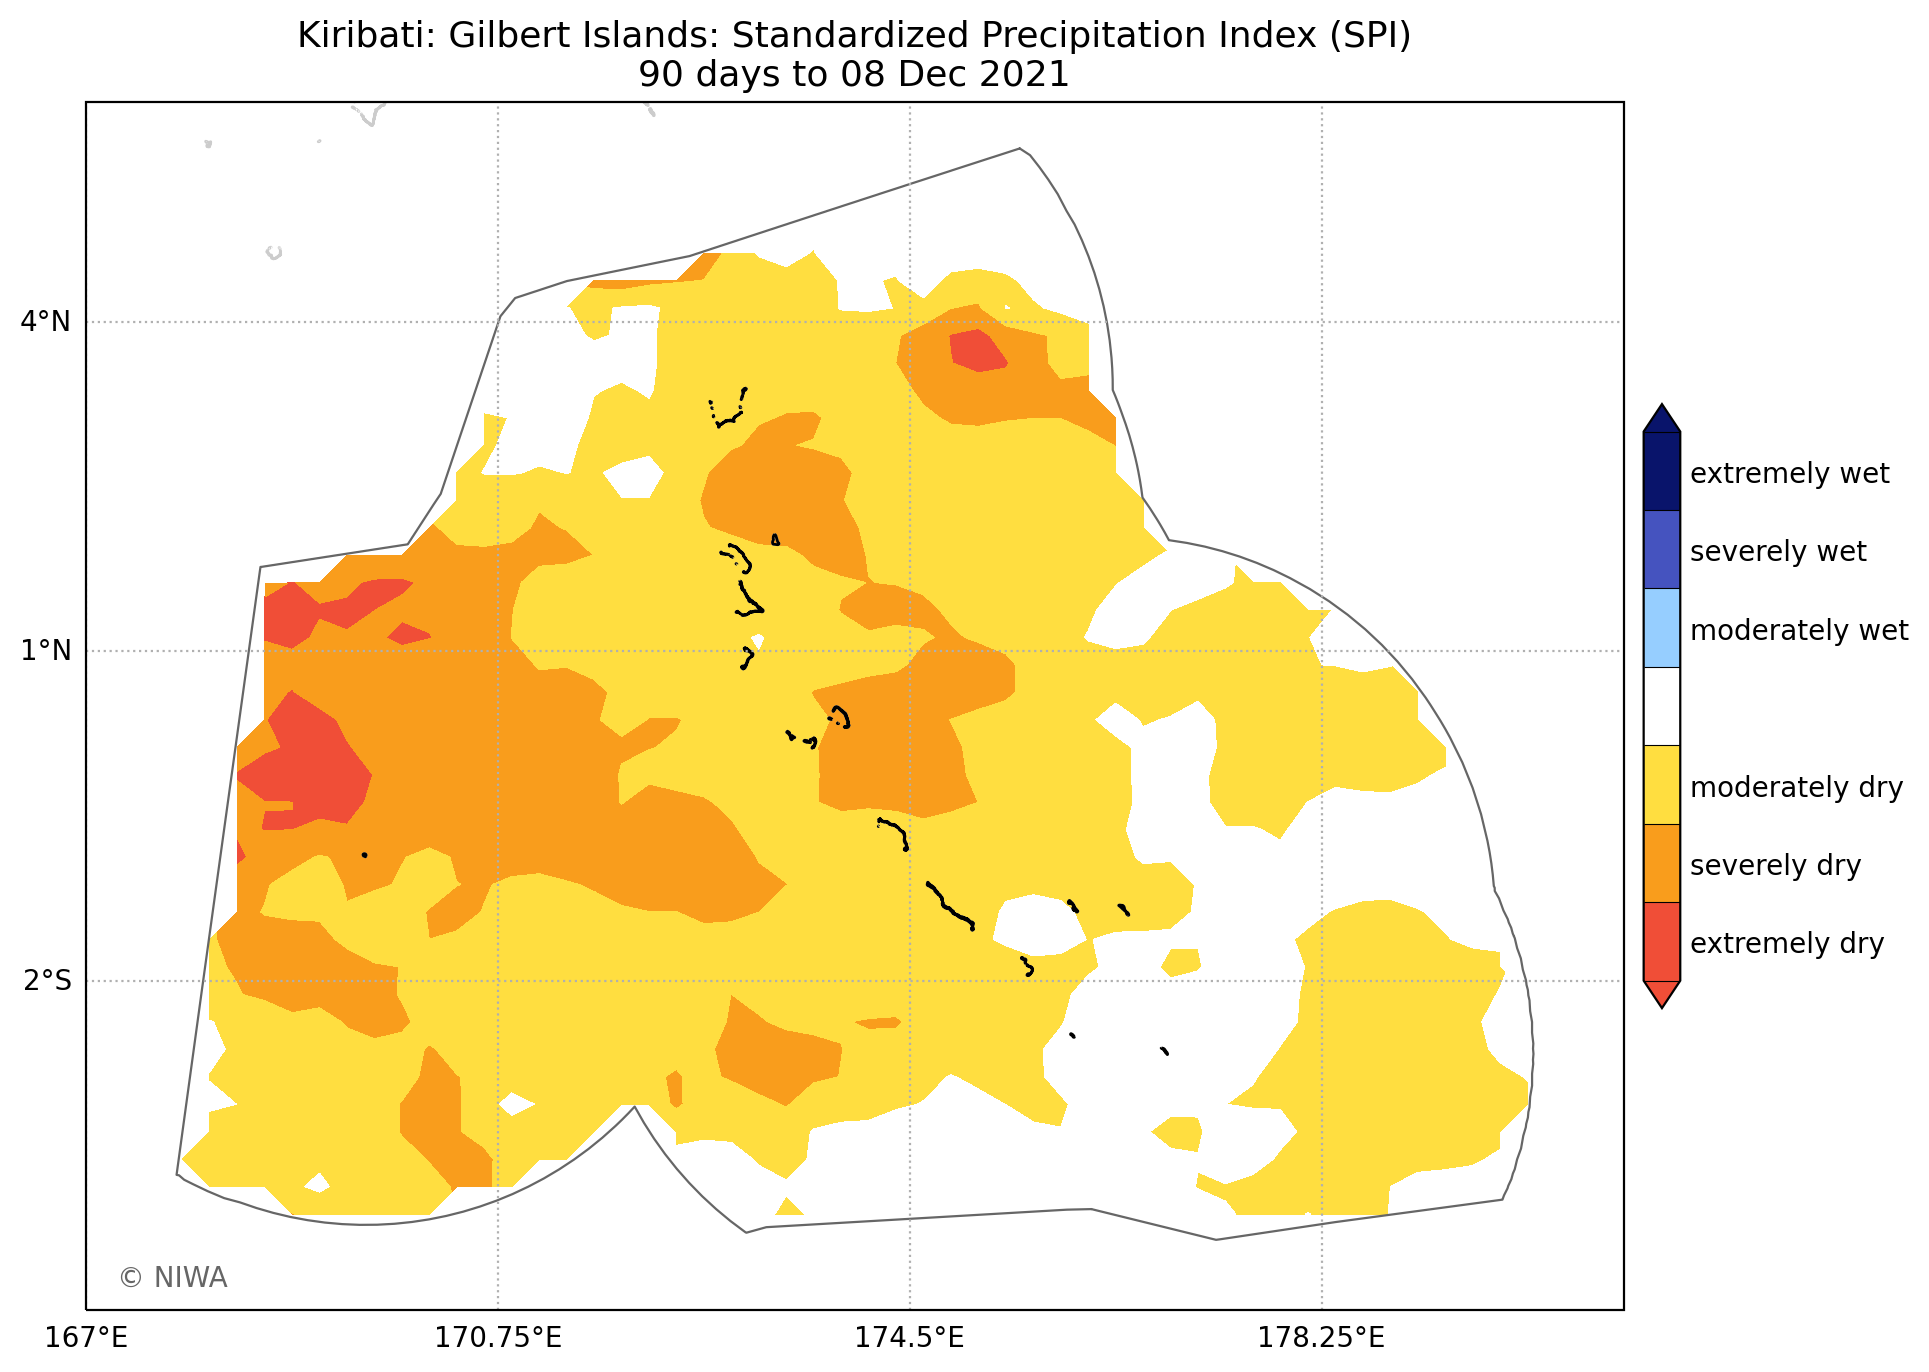 Kiribati: Gilbert Islands: Standardized Precipitation Index (SPI)
90 days to 08 Dec 2021
4°N
1°N
2°S
167°E
170.75°E
174.5°E
178.25°E
© NIWA
extremely wet
severely wet
moderately wet
moderately dry
severely dry
extremely dry